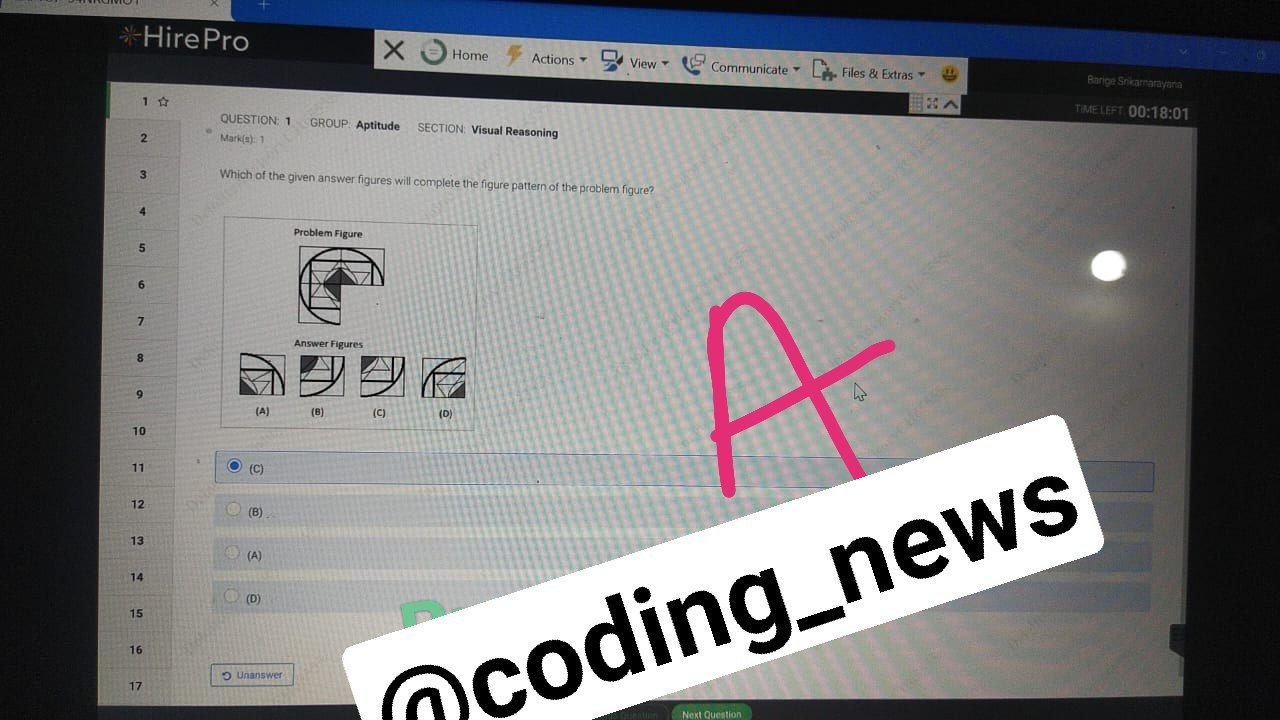 HirePro
Home
Actions
View
Communicate
Files & Extras
Barige Srikarnarayana
TIME LEFT: 00:18:01
QUESTION: 1 GROUP: Aptitude SECTION: Visual Reasoning
Mark(s): 1
Which of the given answer figures will complete the figure pattern of the problem figure?
1
2
3
4
5
6
7
8
9
10
11
12
13
14
15
16
17
Problem Figure
Answer Figures
(A) (B) (C) (D)
(C)
(B)
(A)
(D)
Unanswer
Next Question
A
@coding_news